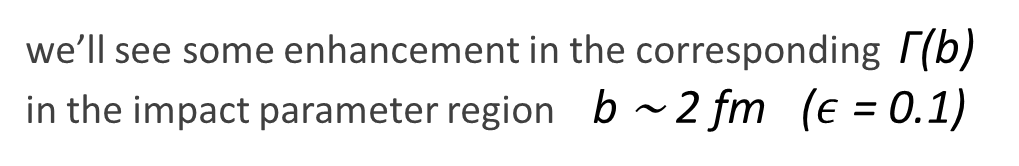 we’ll see some enhancement in the corresponding Γ(b)
in the impact parameter region b ~ 2 fm (ϵ = 0.1)